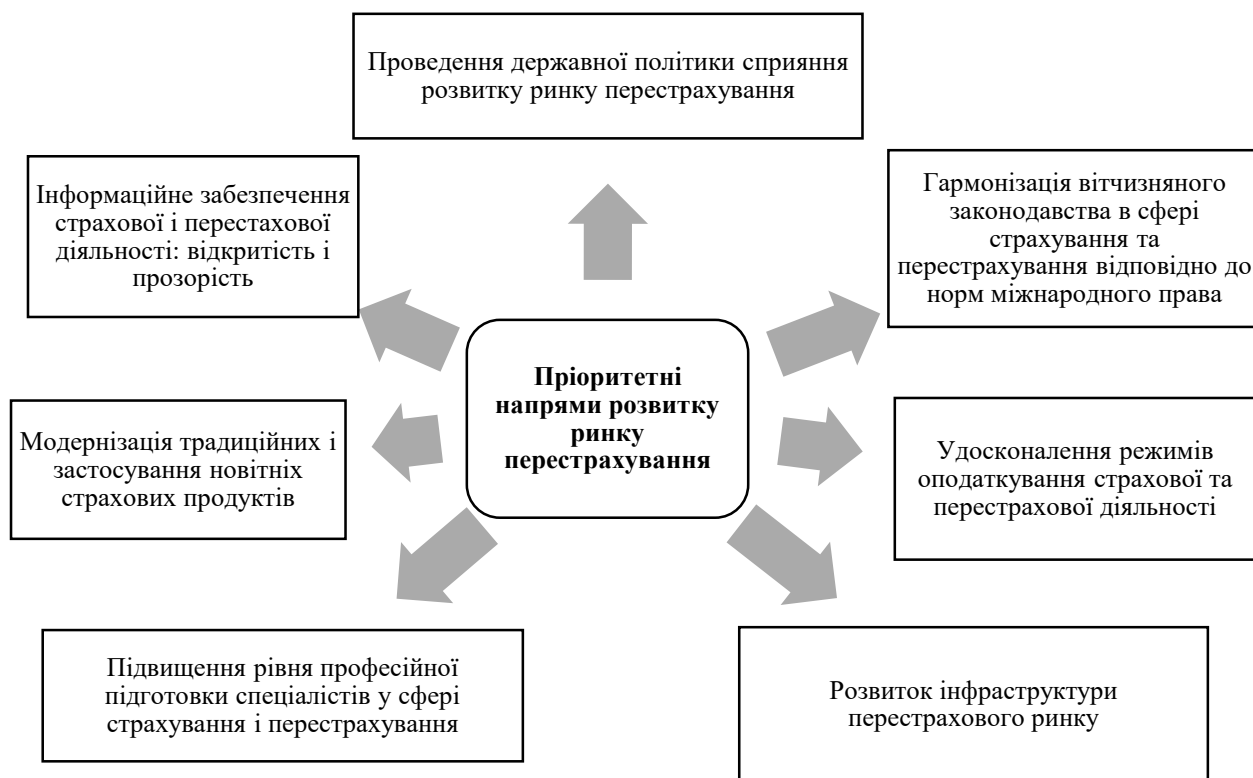 Проведення державної політики сприяння
розвитку ринку перестрахування
Інформаційне забезпечення
страхової і перестахової
діяльності: відкритість і
прозорість
Гармонізація вітчизняного
законодавства в сфері
страхування та
перестрахування відповідно до
норм міжнародного права
Пріоритетні
напрями розвитку
ринку
перестрахування
Модернізація традиційних і
застосування новітніх
страхових продуктів
Удосконалення режимів
оподаткування страхової та
перестрахової діяльності
Підвищення рівня професійної
підготовки спеціалістів у сфері
страхування і перестрахування
Розвиток інфраструктури
перестрахового ринку